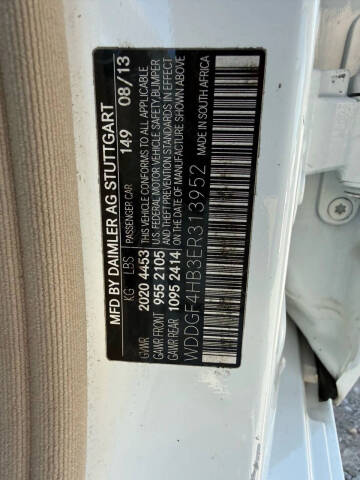 MFD BY DAIMLER AG STUTTGART
KG LBS PASSENGER CAR 149 08/13
GVWR 2020 4453 THIS VEHICLE CONFORMS TO ALL APPLICABLE
GAWR FRONT 955 2105 U.S. FEDERAL MOTOR VEHICLE SAFETY, BUMPER
GAWR REAR 1095 2414 AND THEFT PREVENTION STANDARDS IN EFFECT
ON THE DATE OF MANUFACTURE SHOWN ABOVE
WDDGF4HB3ER313952 MADE IN SOUTH AFRICA